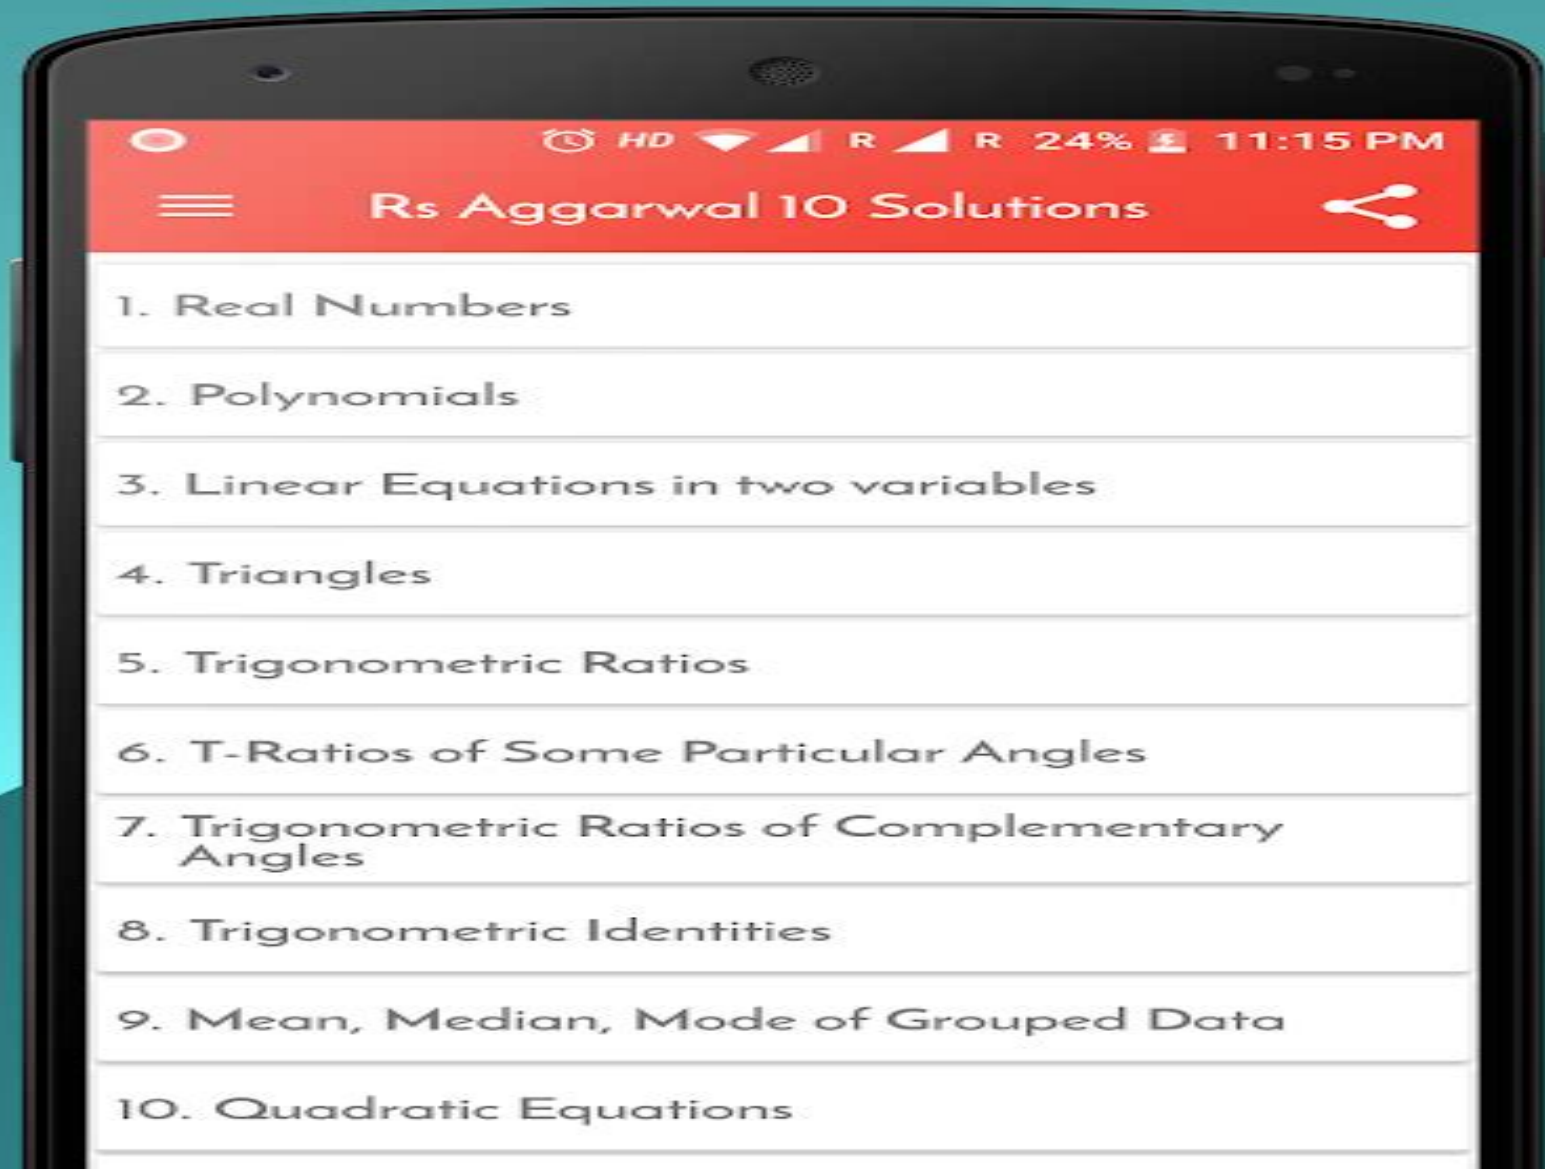 HD R R 24% 11:15 PM
Rs Aggarwal 10 Solutions
1. Real Numbers
2. Polynomials
3. Linear Equations in two variables
4. Triangles
5. Trigonometric Ratios
6. T-Ratios of Some Particular Angles
7. Trigonometric Ratios of Complementary
Angles
8. Trigonometric Identities
9. Mean, Median, Mode of Grouped Data
10. Quadratic Equations